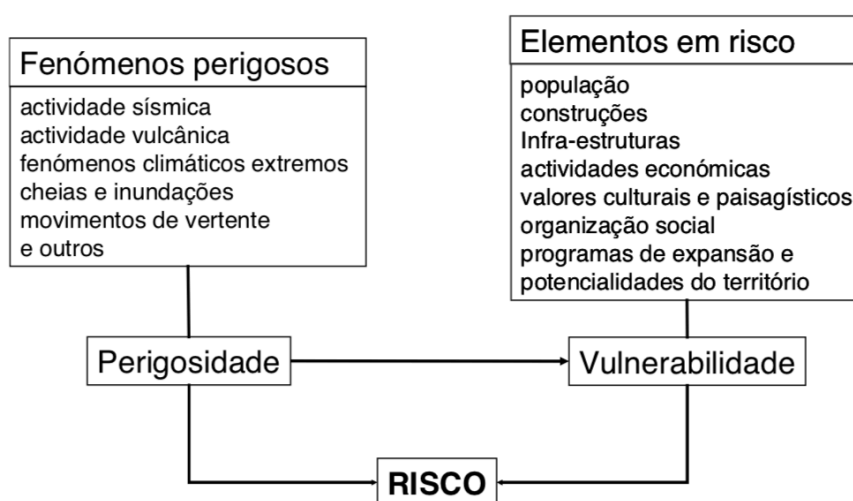 Fenómenos perigosos
actividade sísmica
actividade vulcânica
fenómenos climáticos extremos
cheias e inundações
movimentos de vertente
e outros
Elementos em risco
população
construções
Infra-estruturas
actividades económicas
valores culturais e paisagísticos
organização social
programas de expansão e
potencialidades do território
Perigosidade
Vulnerabilidade
RISCO